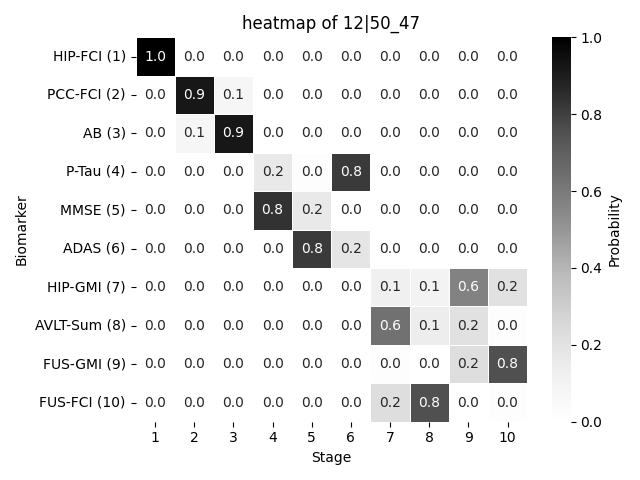 heatmap of 12|50_47
HIP-FCI (1) 1.0 0.0 0.0 0.0 0.0 0.0 0.0 0.0 0.0 0.0
PCC-FCI (2) 0.0 0.9 0.1 0.0 0.0 0.0 0.0 0.0 0.0 0.0
AB (3) 0.0 0.1 0.9 0.0 0.0 0.0 0.0 0.0 0.0 0.0
P-Tau (4) 0.0 0.0 0.0 0.2 0.0 0.8 0.0 0.0 0.0 0.0
MMSE (5) 0.0 0.0 0.0 0.8 0.2 0.0 0.0 0.0 0.0 0.0
ADAS (6) 0.0 0.0 0.0 0.0 0.8 0.2 0.0 0.0 0.0 0.0
HIP-GMI (7) 0.0 0.0 0.0 0.0 0.0 0.0 0.1 0.1 0.6 0.2
AVLT-Sum (8) 0.0 0.0 0.0 0.0 0.0 0.0 0.6 0.1 0.2 0.0
FUS-GMI (9) 0.0 0.0 0.0 0.0 0.0 0.0 0.0 0.0 0.2 0.8
FUS-FCI (10) 0.0 0.0 0.0 0.0 0.0 0.0 0.2 0.8 0.0 0.0
1 2 3 4 5 6 7 8 9 10
Stage
Biomarker
1.0
0.8
0.6
0.4
0.2
0.0
Probability